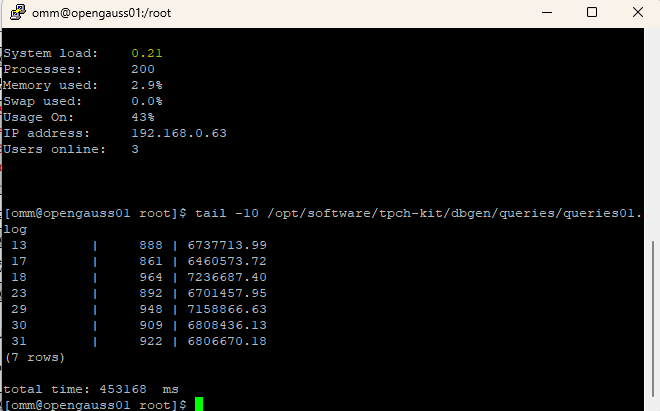 omm@opengauss01:/root
System load:    0.21
Processes:      200
Memory used:    2.9%
Swap used:      0.0%
Usage On:       43%
IP address:     192.168.0.63
Users online:   3
[omm@opengauss01 root]$ tail -10 /opt/software/tpch-kit/dbgen/queries/queries01.
log
 13        |      888 | 6737713.99
 17        |      861 | 6460573.72
 18        |      964 | 7236687.40
 23        |      892 | 6701457.95
 29        |      948 | 7158866.63
 30        |      909 | 6808436.13
 31        |      922 | 6806670.18
(7 rows)
total time: 453168  ms
[omm@opengauss01 root]$